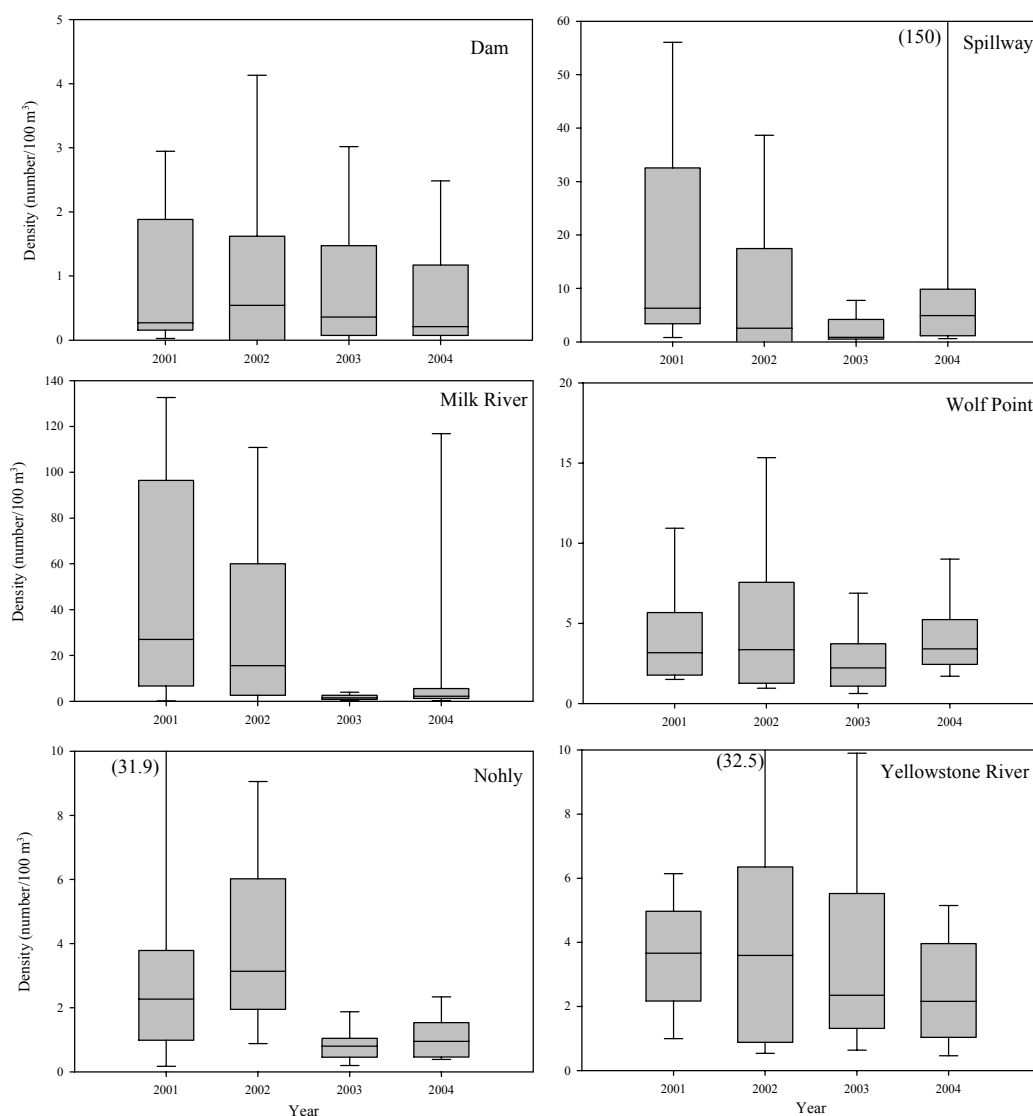 Dam
Density (number/100 m³)
5
4
3
2
1
0
2001 2002 2003 2004
(150) Spillway
60
50
40
30
20
10
0
2001 2002 2003 2004
Milk River
Density (number/100 m³)
140
120
100
80
60
40
20
0
2001 2002 2003 2004
Wolf Point
20
15
10
5
0
2001 2002 2003 2004
(31.9) Nohly
Density (number/100 m³)
10
8
6
4
2
0
2001 2002 2003 2004
Year
(32.5) Yellowstone River
10
8
6
4
2
0
2001 2002 2003 2004
Year